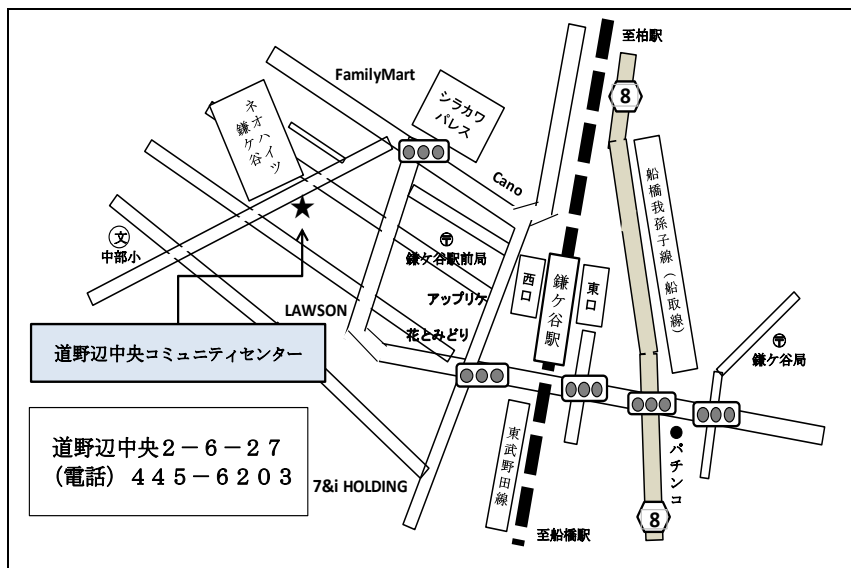 至柏駅
FamilyMart
シラカワ
パレス
8
ネオハイツ
鎌ケ谷
Cano
船橋我孫子線(船取線)
文
中部小
〒
鎌ケ谷駅前局
西口
鎌ケ谷駅
東口
アップリケ
LAWSON
花とみどり
〒
鎌ケ谷局
道野辺中央コミュニティセンター
道野辺中央2-6-27
(電話) 445-6203
7&i HOLDING
東武野田線
パチンコ
8
至船橋駅